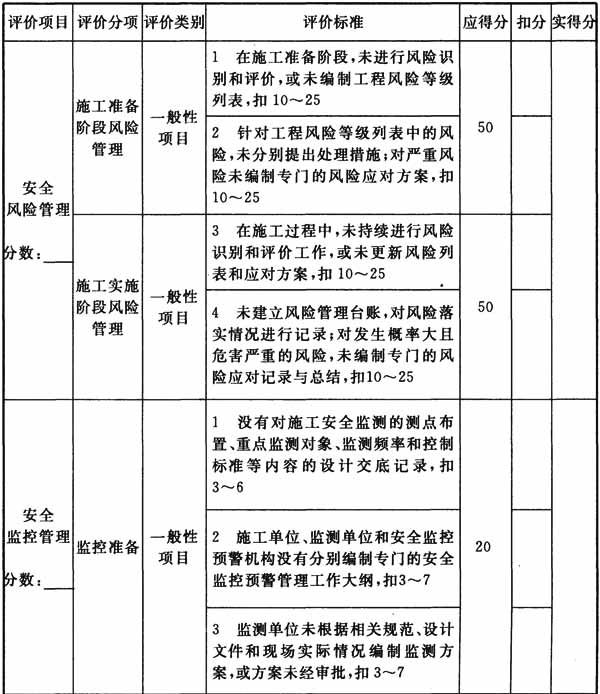 评价项目 评价分项 评价类别 评价标准 应得分 扣分 实得分
安全
风险管理
分数：
施工准备
阶段风险
管理
一般性
项目
1 在施工准备阶段，未进行风险识
别和评价，或未编制工程风险等级
列表，扣 10～25
2 针对工程风险等级列表中的风
险，未分别提出处理措施；对严重风
险未编制专门的风险应对方案，扣
10～25
50
施工实施
阶段风险
管理
一般性
项目
3 在施工过程中，未持续进行风险
识别和评价工作，或未更新风险列
表和应对方案，扣 10～25
4 未建立风险管理台账，对风险落
实情况进行记录；对发生概率大且
危害严重的风险，未编制专门的风
险应对记录与总结，扣10～25
50
安全
监控管理
分数：
监控准备
一般性
项目
1 没有对施工安全监测的测点布
置、重点监测对象、监测频率和控制
标准等内容的设计交底记录，扣
3～6
2 施工单位、监测单位和安全监控
预警机构没有分别编制专门的安全
监控预警管理工作大纲，扣3～7
3 监测单位未根据相关规范、设计
文件和现场实际情况编制监测方
案，或方案未经审批，扣 3～7
20